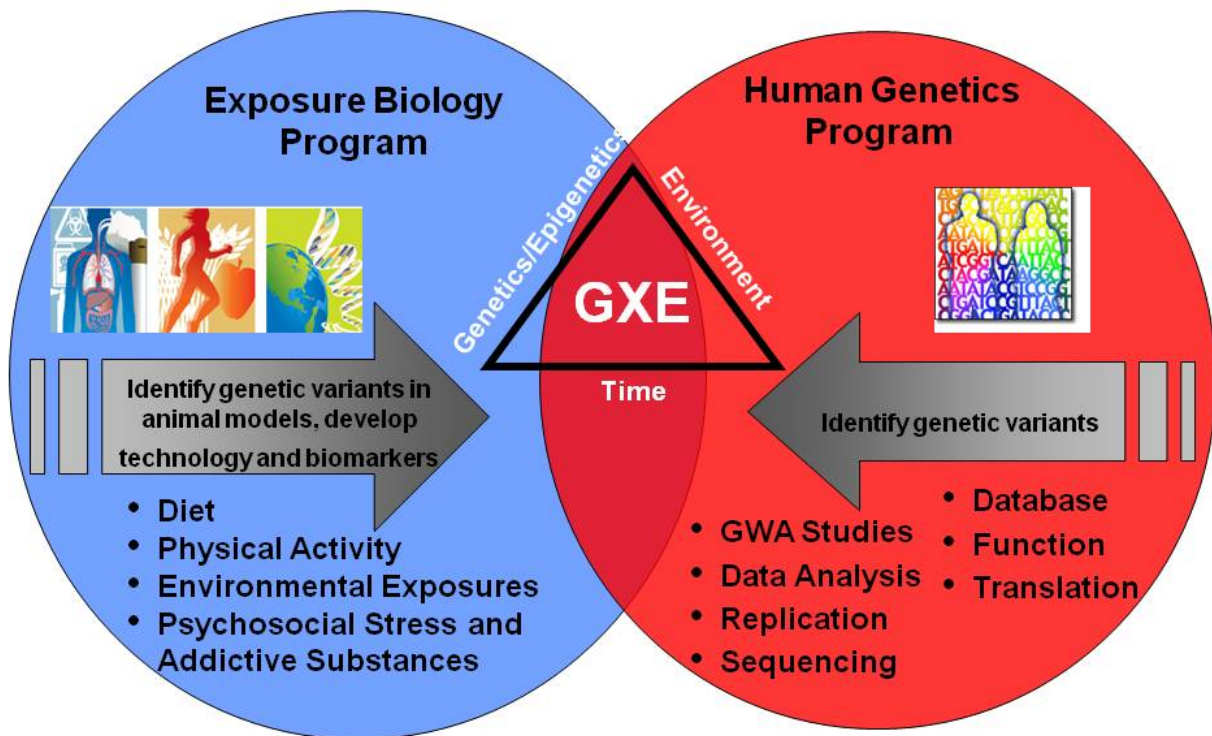 Exposure Biology
Program
Human Genetics
Program
Genetics/Epigenetics
Environment
GXE
Time
Identify genetic variants in
animal models, develop
technology and biomarkers
Identify genetic variants
• Diet
• Physical Activity
• Environmental Exposures
• Psychosocial Stress and
Addictive Substances
• GWA Studies
• Data Analysis
• Replication
• Sequencing
• Database
• Function
• Translation